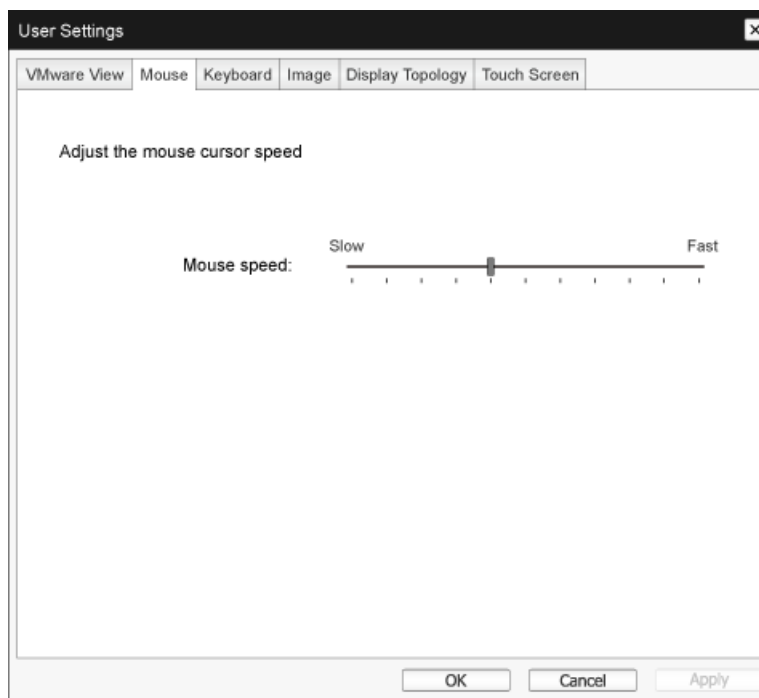 User Settings
VMware View Mouse Keyboard Image Display Topology Touch Screen
Adjust the mouse cursor speed
Slow Fast
Mouse speed:
OK Cancel Apply